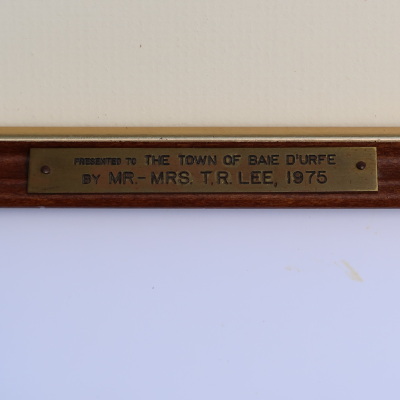 PRESENTED TO THE TOWN OF BAIE D'URFE
BY MR.- MRS. T.R. LEE, 1975